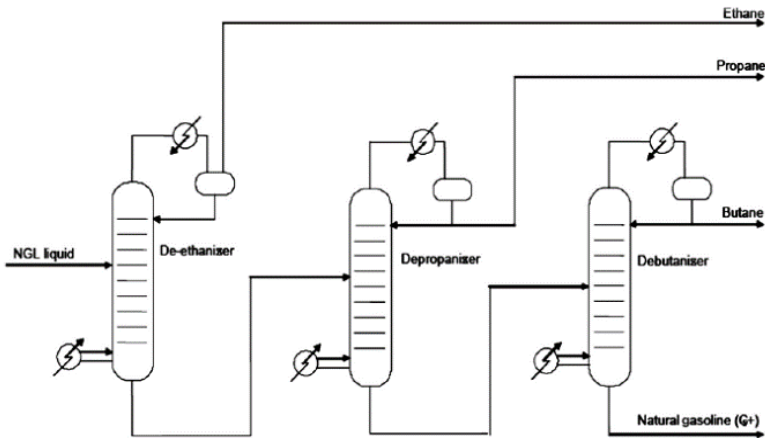 Ethane
Propane
NGL liquid
De-ethaniser
Depropaniser
Butane
Debutaniser
Natural gasoline (C₅+)